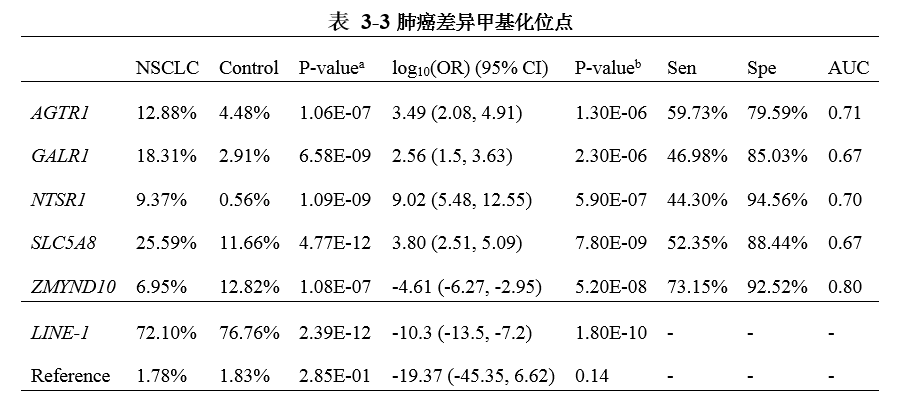 表 3-3 肺癌差异甲基化位点
NSCLC Control P-valueᵃ log₁₀(OR) (95% CI) P-valueᵇ Sen Spe AUC
AGTR1 12.88% 4.48% 1.06E-07 3.49 (2.08, 4.91) 1.30E-06 59.73% 79.59% 0.71
GALR1 18.31% 2.91% 6.58E-09 2.56 (1.5, 3.63) 2.30E-06 46.98% 85.03% 0.67
NTSR1 9.37% 0.56% 1.09E-09 9.02 (5.48, 12.55) 5.90E-07 44.30% 94.56% 0.70
SLC5A8 25.59% 11.66% 4.77E-12 3.80 (2.51, 5.09) 7.80E-09 52.35% 88.44% 0.67
ZMYND10 6.95% 12.82% 1.08E-07 -4.61 (-6.27, -2.95) 5.20E-08 73.15% 92.52% 0.80
LINE-1 72.10% 76.76% 2.39E-12 -10.3 (-13.5, -7.2) 1.80E-10 - - -
Reference 1.78% 1.83% 2.85E-01 -19.37 (-45.35, 6.62) 0.14 - - -